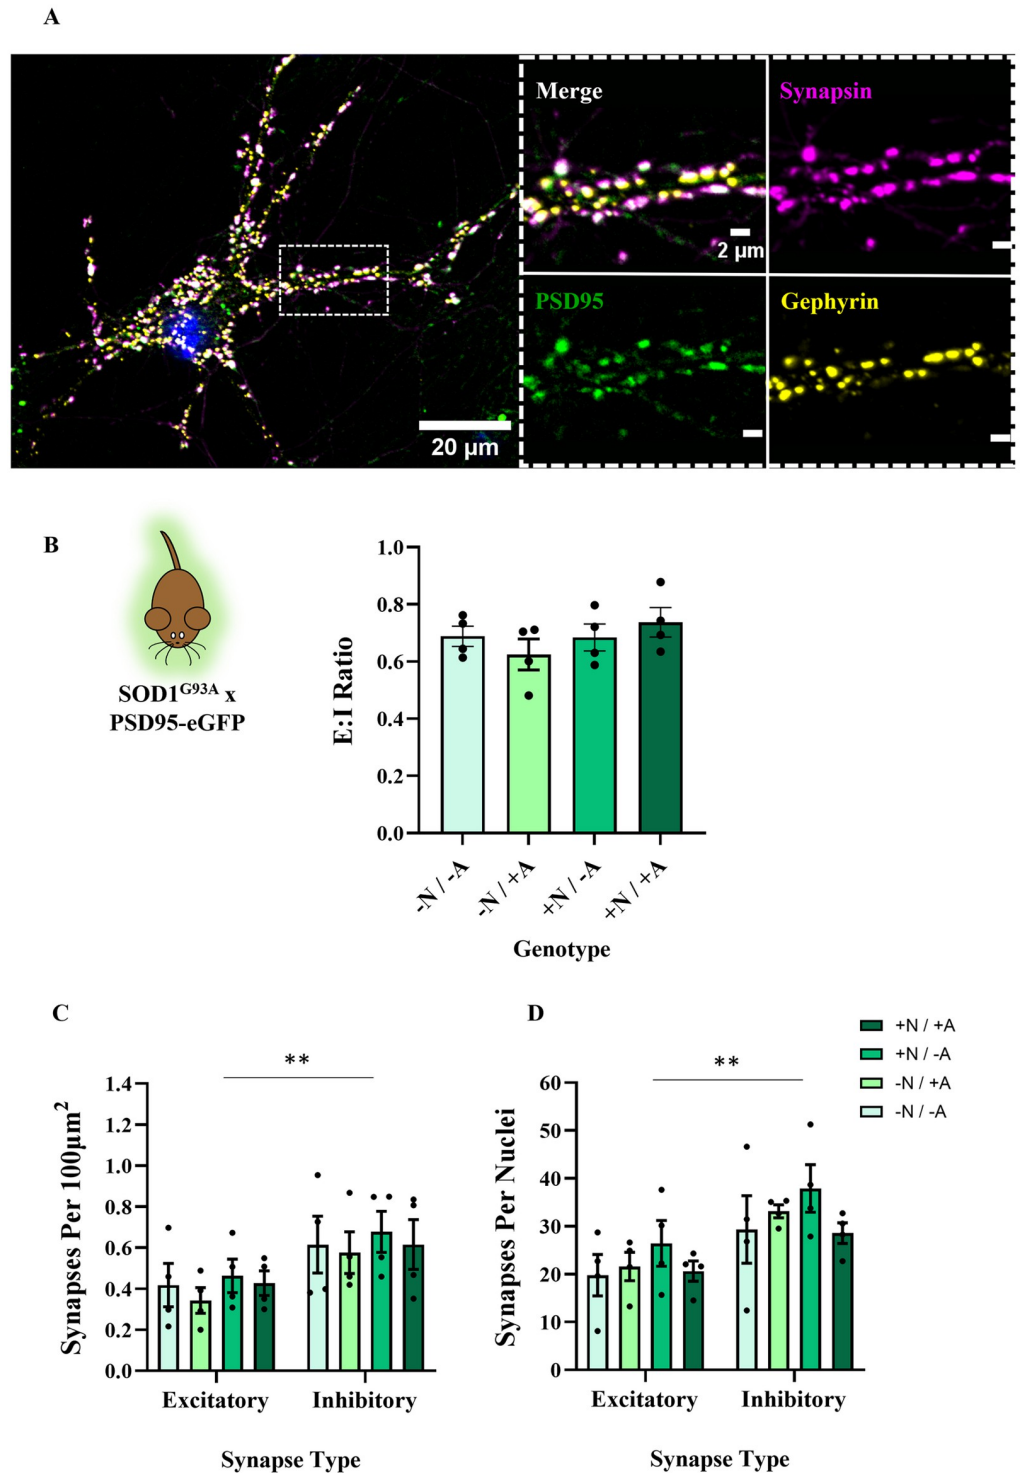 A
Merge
Synapsin
2 μm
PSD95
Gephyrin
20 μm
B
SOD1^G93A x
PSD95-eGFP
E:I Ratio
1.0
0.8
0.6
0.4
0.2
0.0
-N / -A
-N / +A
+N / -A
+N / +A
Genotype
C
**
Synapses Per 100μm²
1.4
1.2
1.0
0.8
0.6
0.4
0.2
0.0
Excitatory
Inhibitory
Synapse Type
D
**
Synapses Per Nuclei
60
50
40
30
20
10
0
Excitatory
Inhibitory
Synapse Type
+N / +A
+N / -A
-N / +A
-N / -A